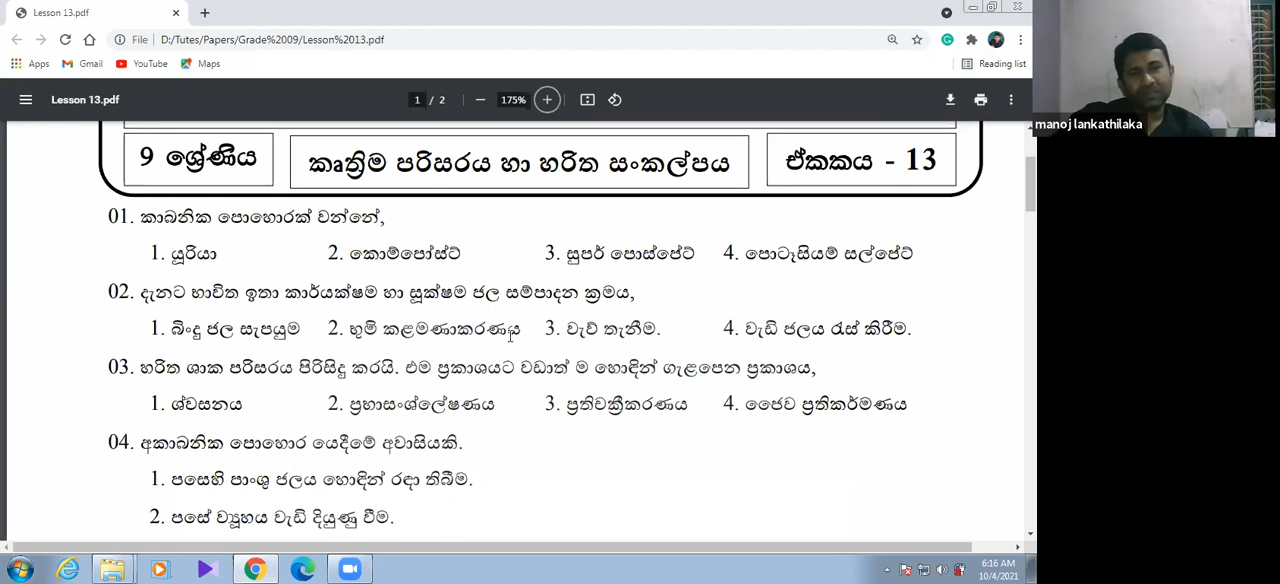 Lesson 13.pdf
File D:/Tutes/Papers/Grade%2009/Lesson%2013.pdf
Apps Gmail YouTube Maps Reading list
Lesson 13.pdf 1 / 2 175%
manoj lankathilaka
9 ශ්‍රේණිය කෘත්‍රිම පරිසරය හා හරිත සංකල්පය ඒකකය - 13
01. කාබනික පොහොරක් වන්නේ,
1. යූරියා 2. කොම්පෝස්ට් 3. සුපර් පොස්පේට් 4. පොටෑසියම් සල්පේට්
02. දැනට භාවිත ඉතා කාර්යක්ෂම හා සූක්ෂම ජල සම්පාදන ක්‍රමය,
1. බිංදු ජල සැපයුම 2. භූමි කළමණාකරණය 3. වැව් තැනීම. 4. වැඩි ජලය රැස් කිරීම.
03. හරිත ශාක පරිසරය පිරිසිදු කරයි. එම ප්‍රකාශයට වඩාත් ම හොඳින් ගැළපෙන ප්‍රකාශය,
1. ශ්වසනය 2. ප්‍රභාසංශ්ලේෂණය 3. ප්‍රතිචක්‍රීකරණය 4. ජෛව ප්‍රතිකර්මණය
04. අකාබනික පොහොර යෙදීමේ අවාසියකි.
1. පසෙහි පාංශු ජලය හොඳින් රඳා තිබීම.
2. පසේ ව්‍යූහය වැඩි දියුණු වීම.
6:16 AM
10/4/2021